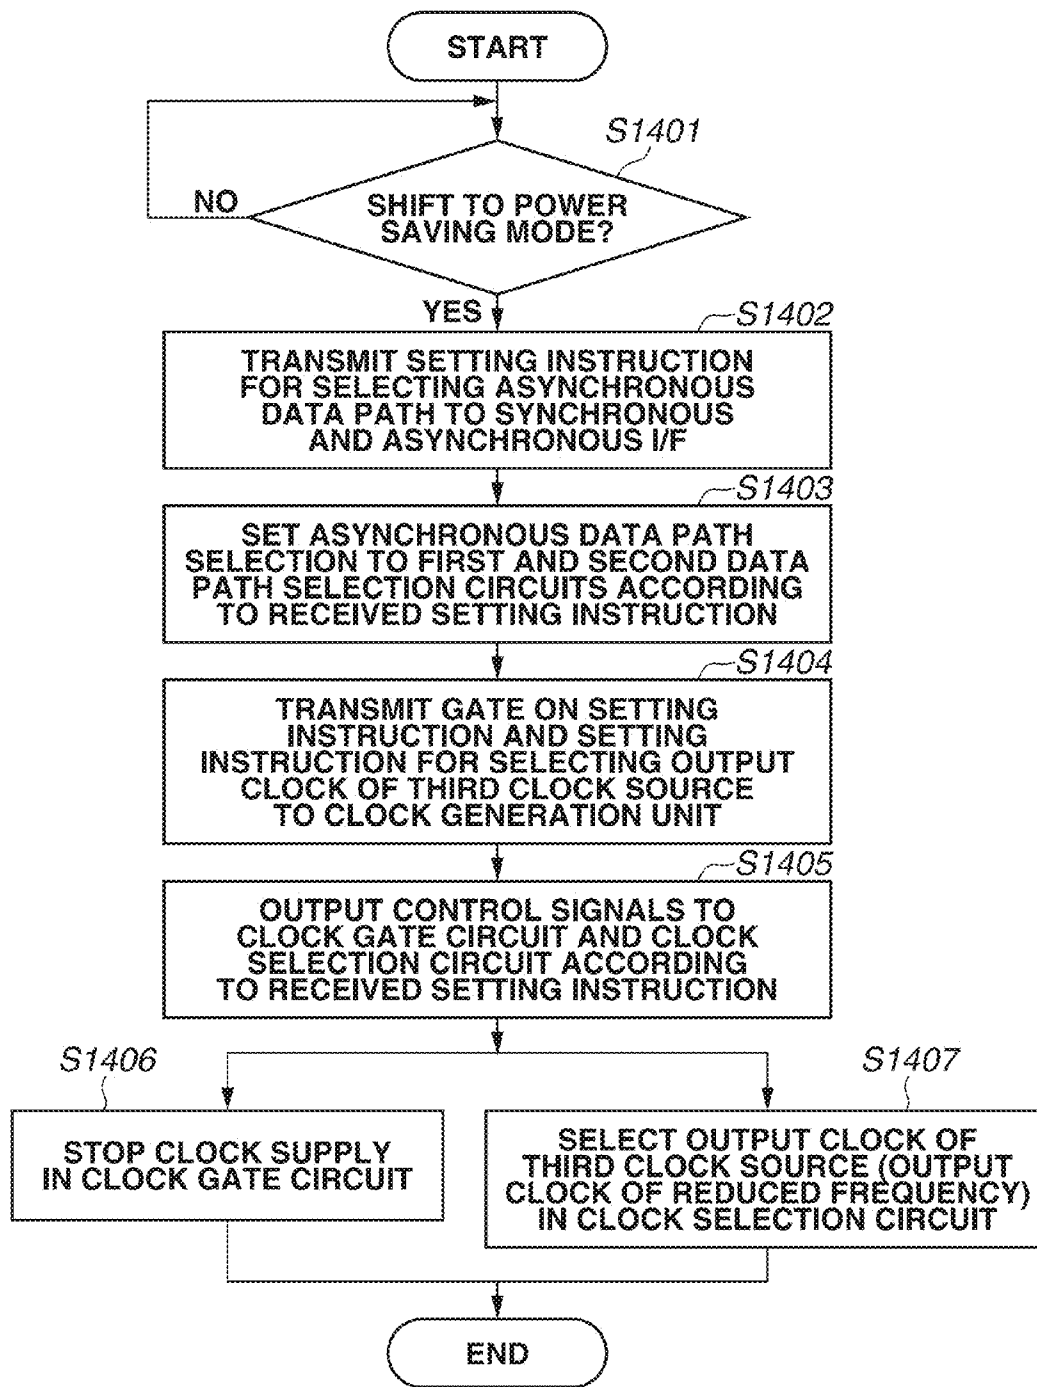 START
S1401
SHIFT TO POWER
SAVING MODE?
NO
YES
S1402
TRANSMIT SETTING INSTRUCTION
FOR SELECTING ASYNCHRONOUS
DATA PATH TO SYNCHRONOUS
AND ASYNCHRONOUS I/F
S1403
SET ASYNCHRONOUS DATA PATH
SELECTION TO FIRST AND SECOND DATA
PATH SELECTION CIRCUITS ACCORDING
TO RECEIVED SETTING INSTRUCTION
S1404
TRANSMIT GATE ON SETTING
INSTRUCTION AND SETTING
INSTRUCTION FOR SELECTING OUTPUT
CLOCK OF THIRD CLOCK SOURCE
TO CLOCK GENERATION UNIT
S1405
OUTPUT CONTROL SIGNALS TO
CLOCK GATE CIRCUIT AND CLOCK
SELECTION CIRCUIT ACCORDING
TO RECEIVED SETTING INSTRUCTION
S1406
STOP CLOCK SUPPLY
IN CLOCK GATE CIRCUIT
S1407
SELECT OUTPUT CLOCK OF
THIRD CLOCK SOURCE (OUTPUT
CLOCK OF REDUCED FREQUENCY)
IN CLOCK SELECTION CIRCUIT
END